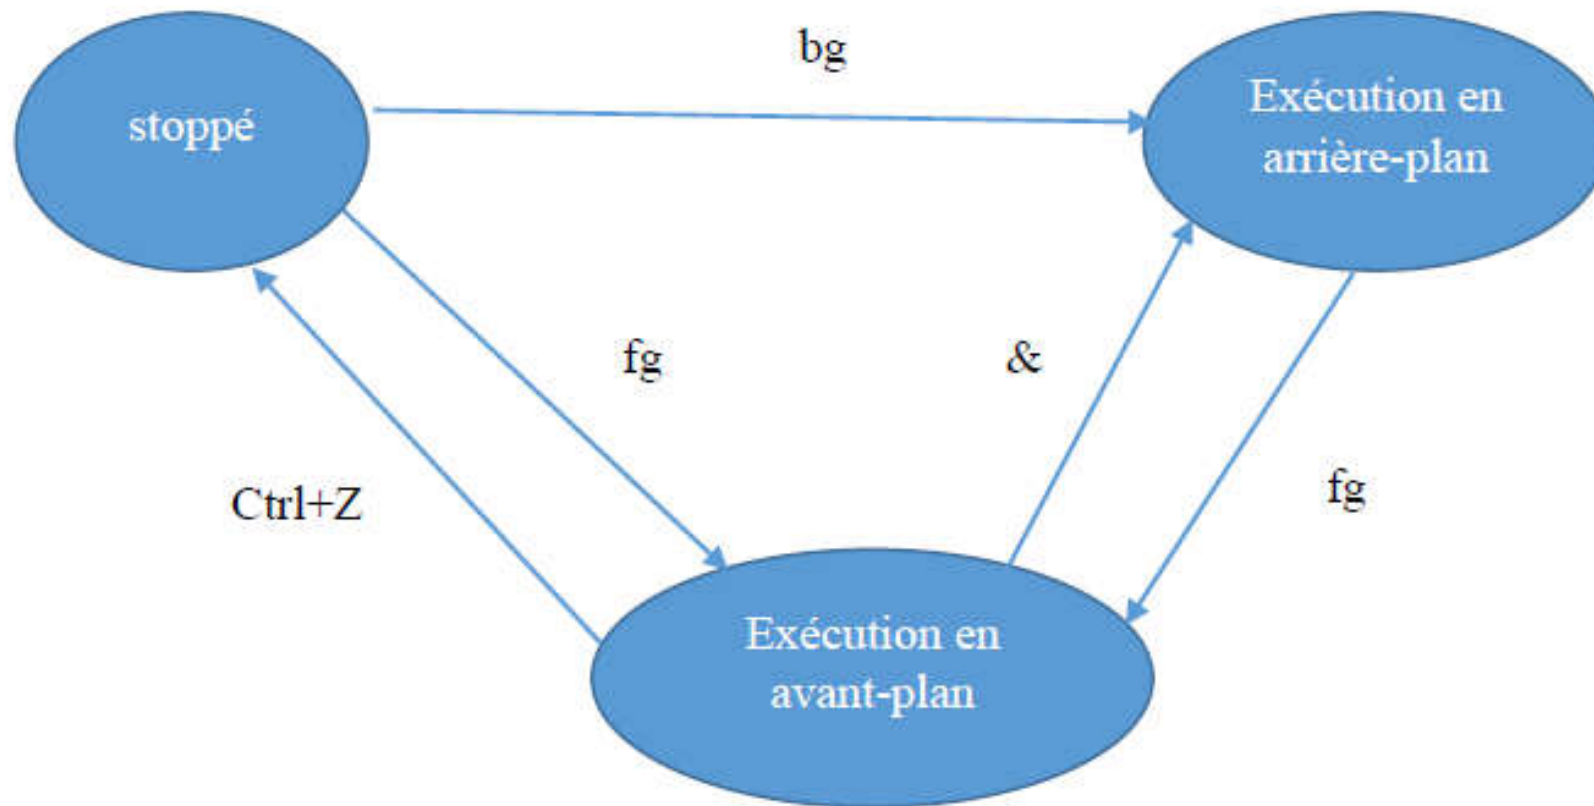 bg
stoppé
Exécution en
arrière-plan
fg
&
Ctrl+Z
fg
Exécution en
avant-plan